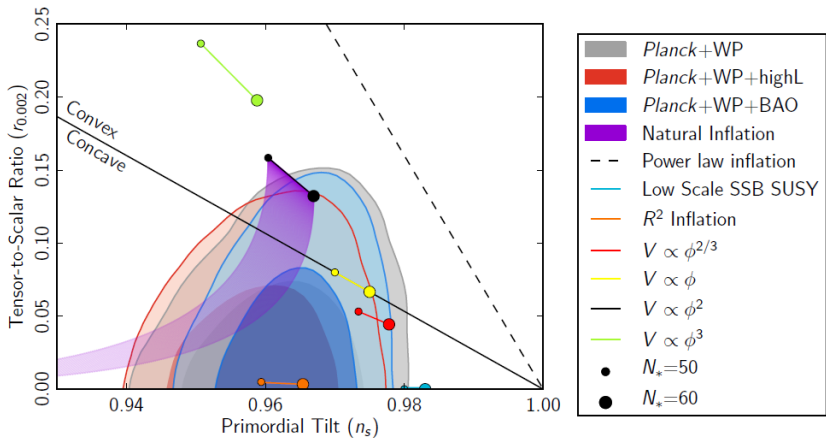 0.25
0.20
0.15
0.10
0.05
0.00
Tensor-to-Scalar Ratio (r₀.₀₀₂)
Convex
Concave
0.94
0.96
0.98
1.00
Primordial Tilt (nₛ)
Planck+WP
Planck+WP+highL
Planck+WP+BAO
Natural Inflation
Power law inflation
Low Scale SSB SUSY
R² Inflation
V ∝ ϕ²/³
V ∝ ϕ
V ∝ ϕ²
V ∝ ϕ³
N∗=50
N∗=60